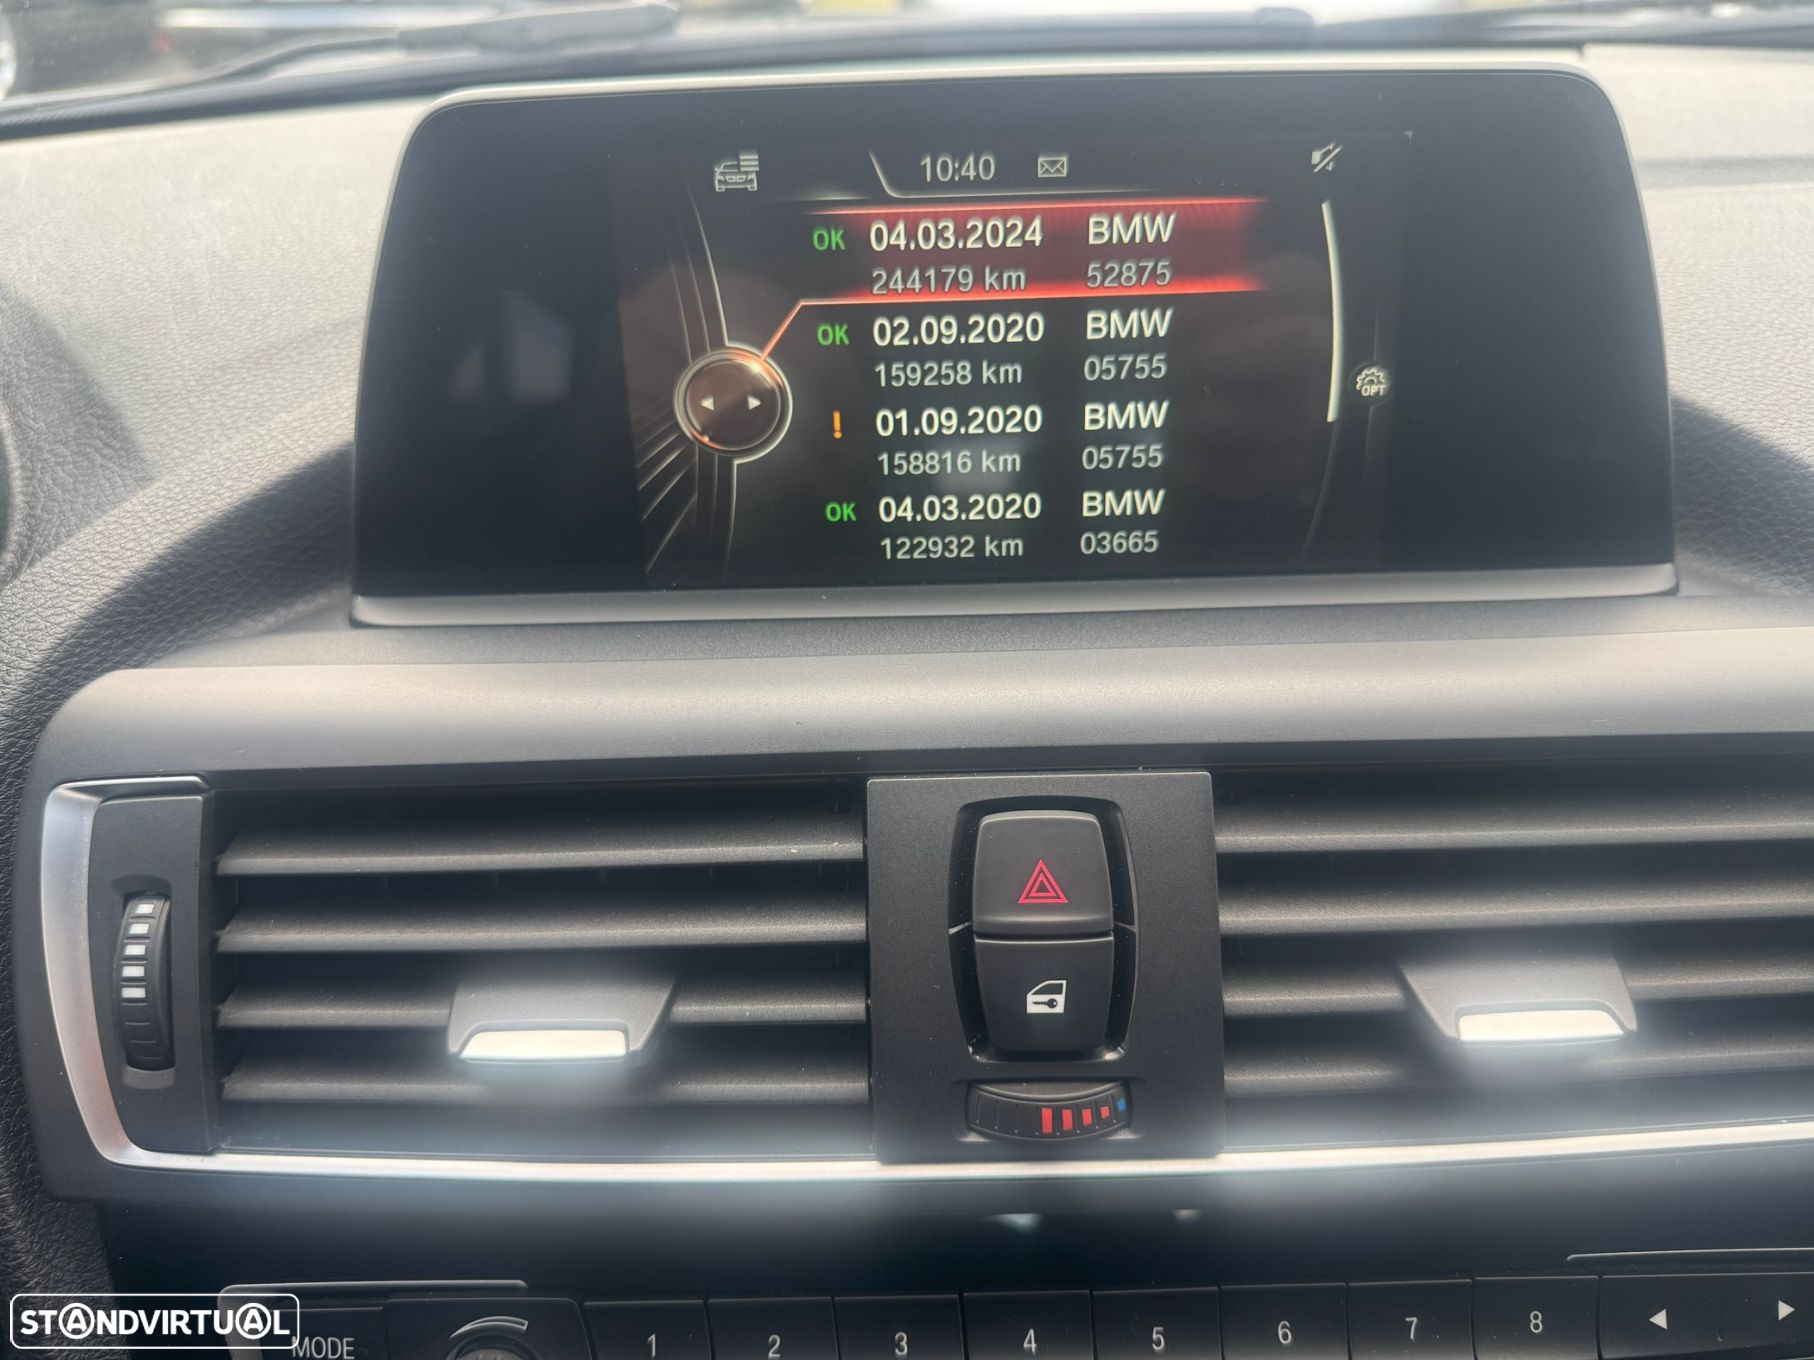 10:40
OK 04.03.2024 BMW
244179 km 52875
OK 02.09.2020 BMW
159258 km 05755
! 01.09.2020 BMW
158816 km 05755
OK 04.03.2020 BMW
122932 km 03665
OPT
MODE 1 2 3 4 5 6 7 8
STANDVIRTUAL